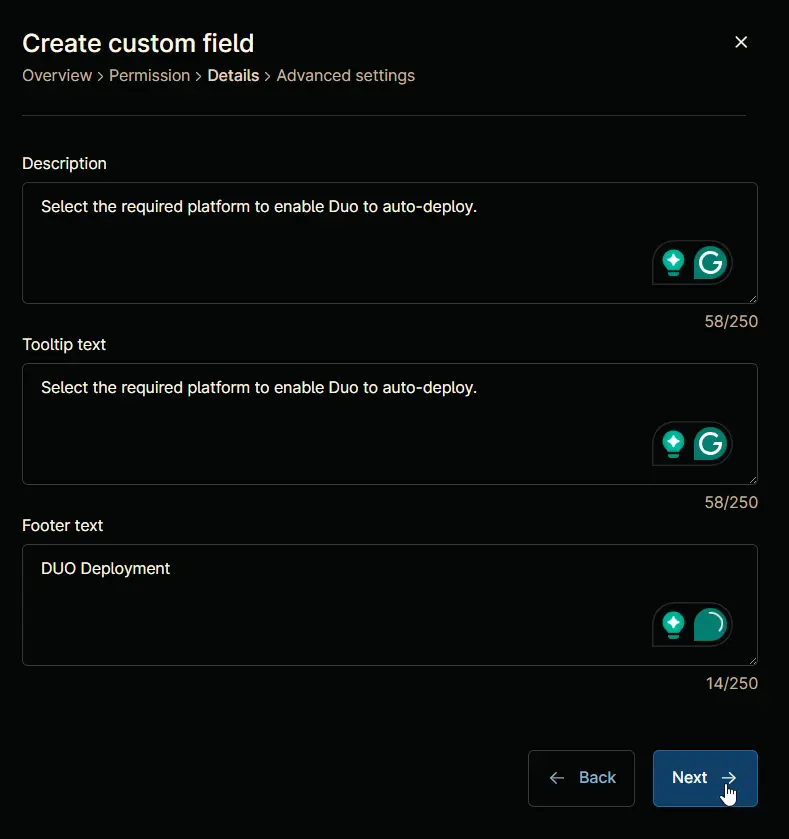 Create custom field
Overview > Permission > Details > Advanced settings
Description
Select the required platform to enable Duo to auto-deploy.
58/250
Tooltip text
Select the required platform to enable Duo to auto-deploy.
58/250
Footer text
DUO Deployment
14/250
Back
Next